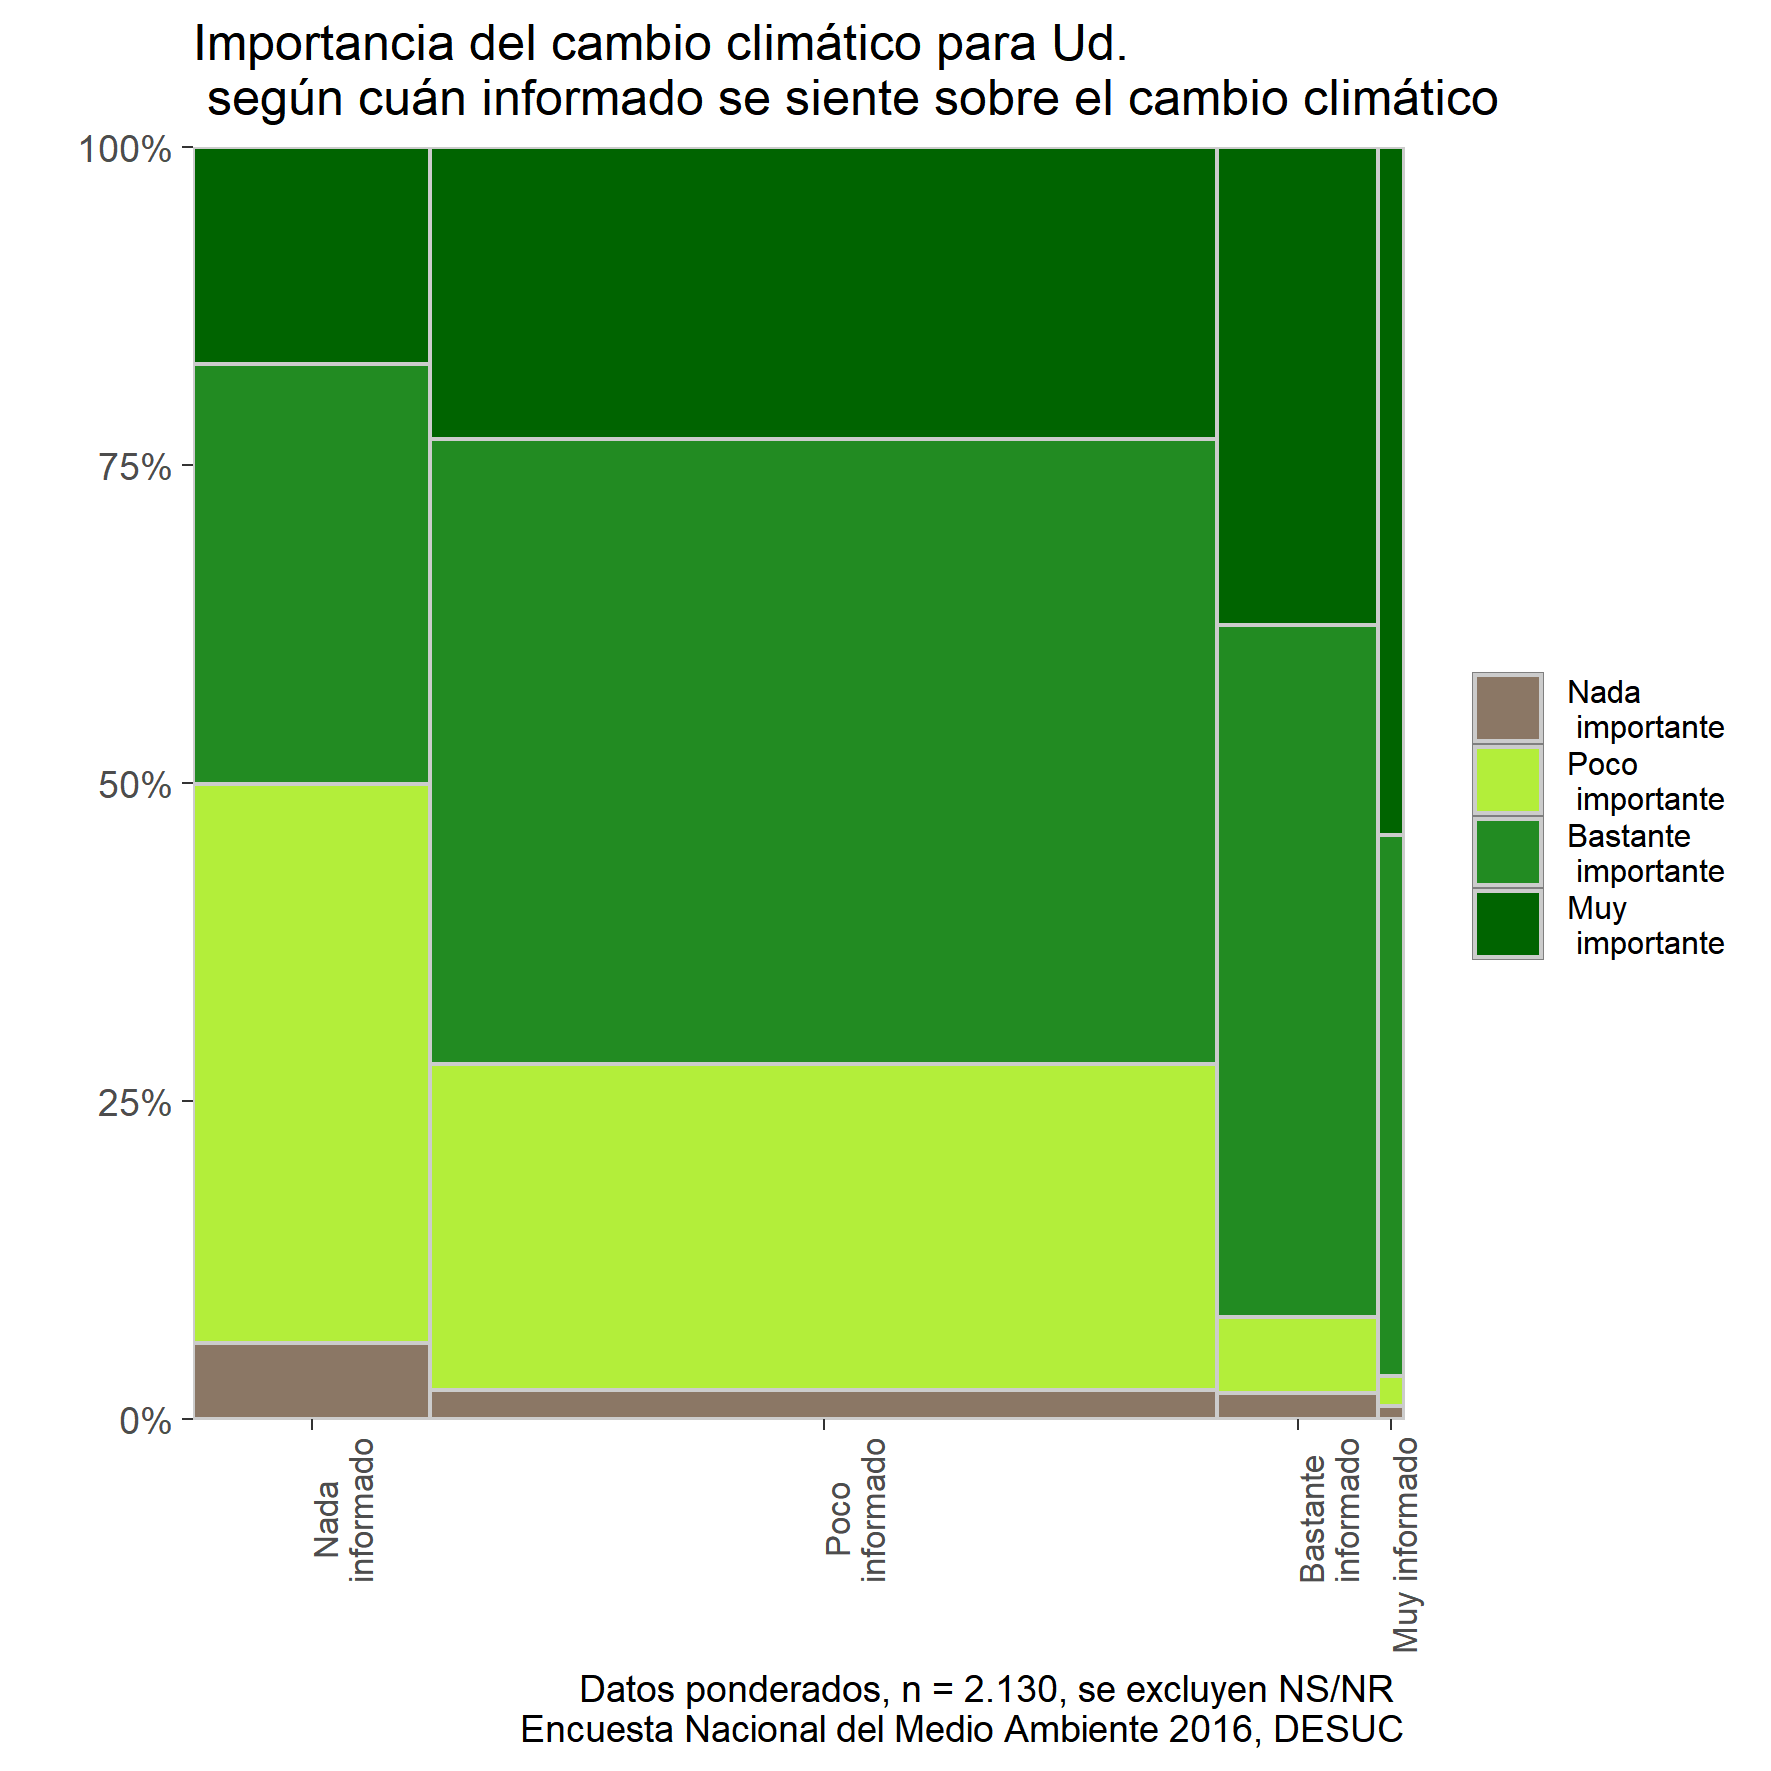 Importancia del cambio climático para Ud.
según cuán informado se siente sobre el cambio climático
100%
75%
50%
25%
0%
Nada
informado
Poco
informado
Bastante
informado
Muy informado
Nada
importante
Poco
importante
Bastante
importante
Muy
importante
Datos ponderados, n = 2.130, se excluyen NS/NR
Encuesta Nacional del Medio Ambiente 2016, DESUC